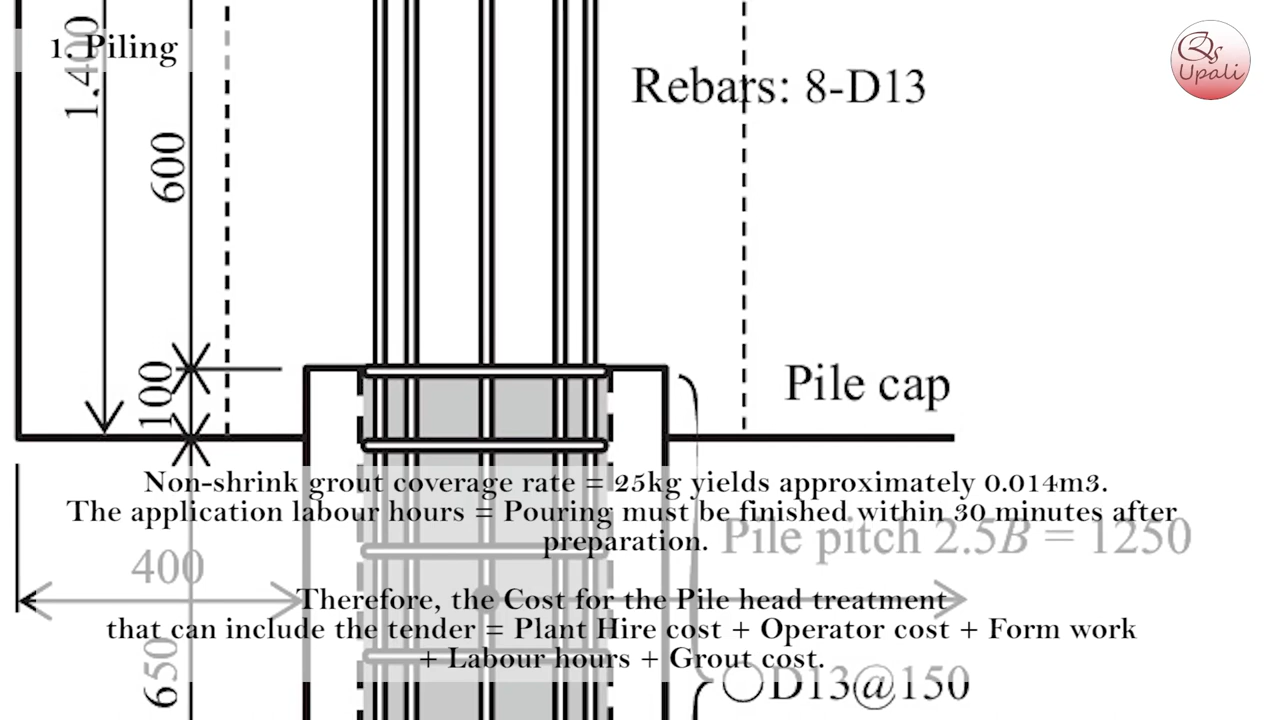 1. Piling
1,400
Qs
Upali
Rebars: 8-D13
600
100
Pile cap
Non-shrink grout coverage rate = 25kg yields approximately 0.014m3.
The application labour hours = Pouring must be finished within 30 minutes after
preparation.
Pile pitch 2.5B = 1250
400
Therefore, the Cost for the Pile head treatment
that can include the tender = Plant Hire cost + Operator cost + Form work
+ Labour hours + Grout cost.
650
○D13@150